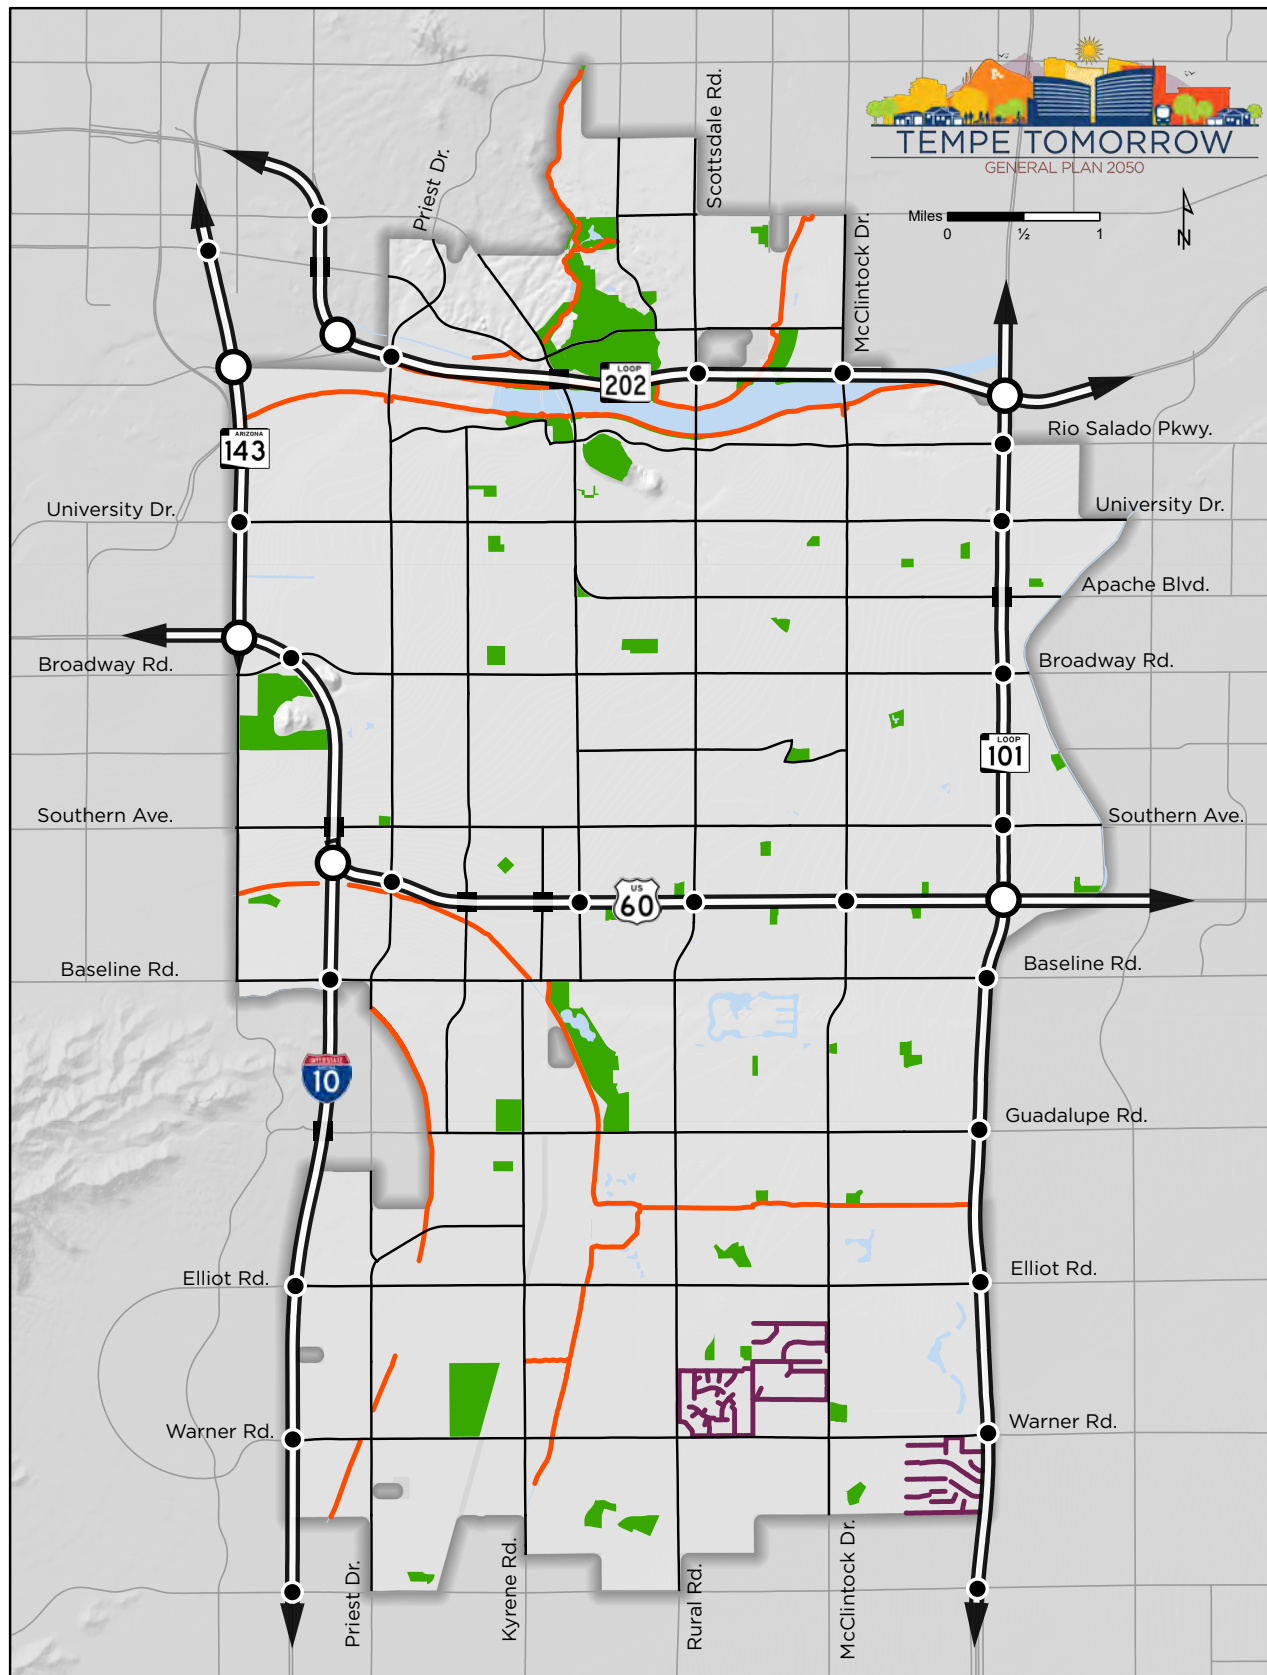 TEMPE TOMORROW
GENERAL PLAN 2050
Scottsdale Rd.
Priest Dr.
McClintock Dr.
Miles
0 ½ 1
N
LOOP
202
ARIZONA
143
Rio Salado Pkwy.
University Dr.
University Dr.
Apache Blvd.
Broadway Rd.
Broadway Rd.
LOOP
101
Southern Ave.
Southern Ave.
US
60
Baseline Rd.
Baseline Rd.
INTERSTATE
10
Guadalupe Rd.
Elliot Rd.
Elliot Rd.
Warner Rd.
Warner Rd.
Priest Dr.
Kyrene Rd.
Rural Rd.
McClintock Dr.